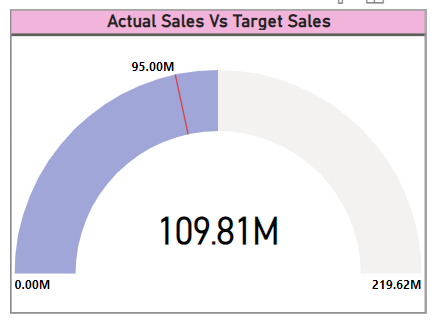 Actual Sales Vs Target Sales
95.00M
109.81M
0.00M
219.62M